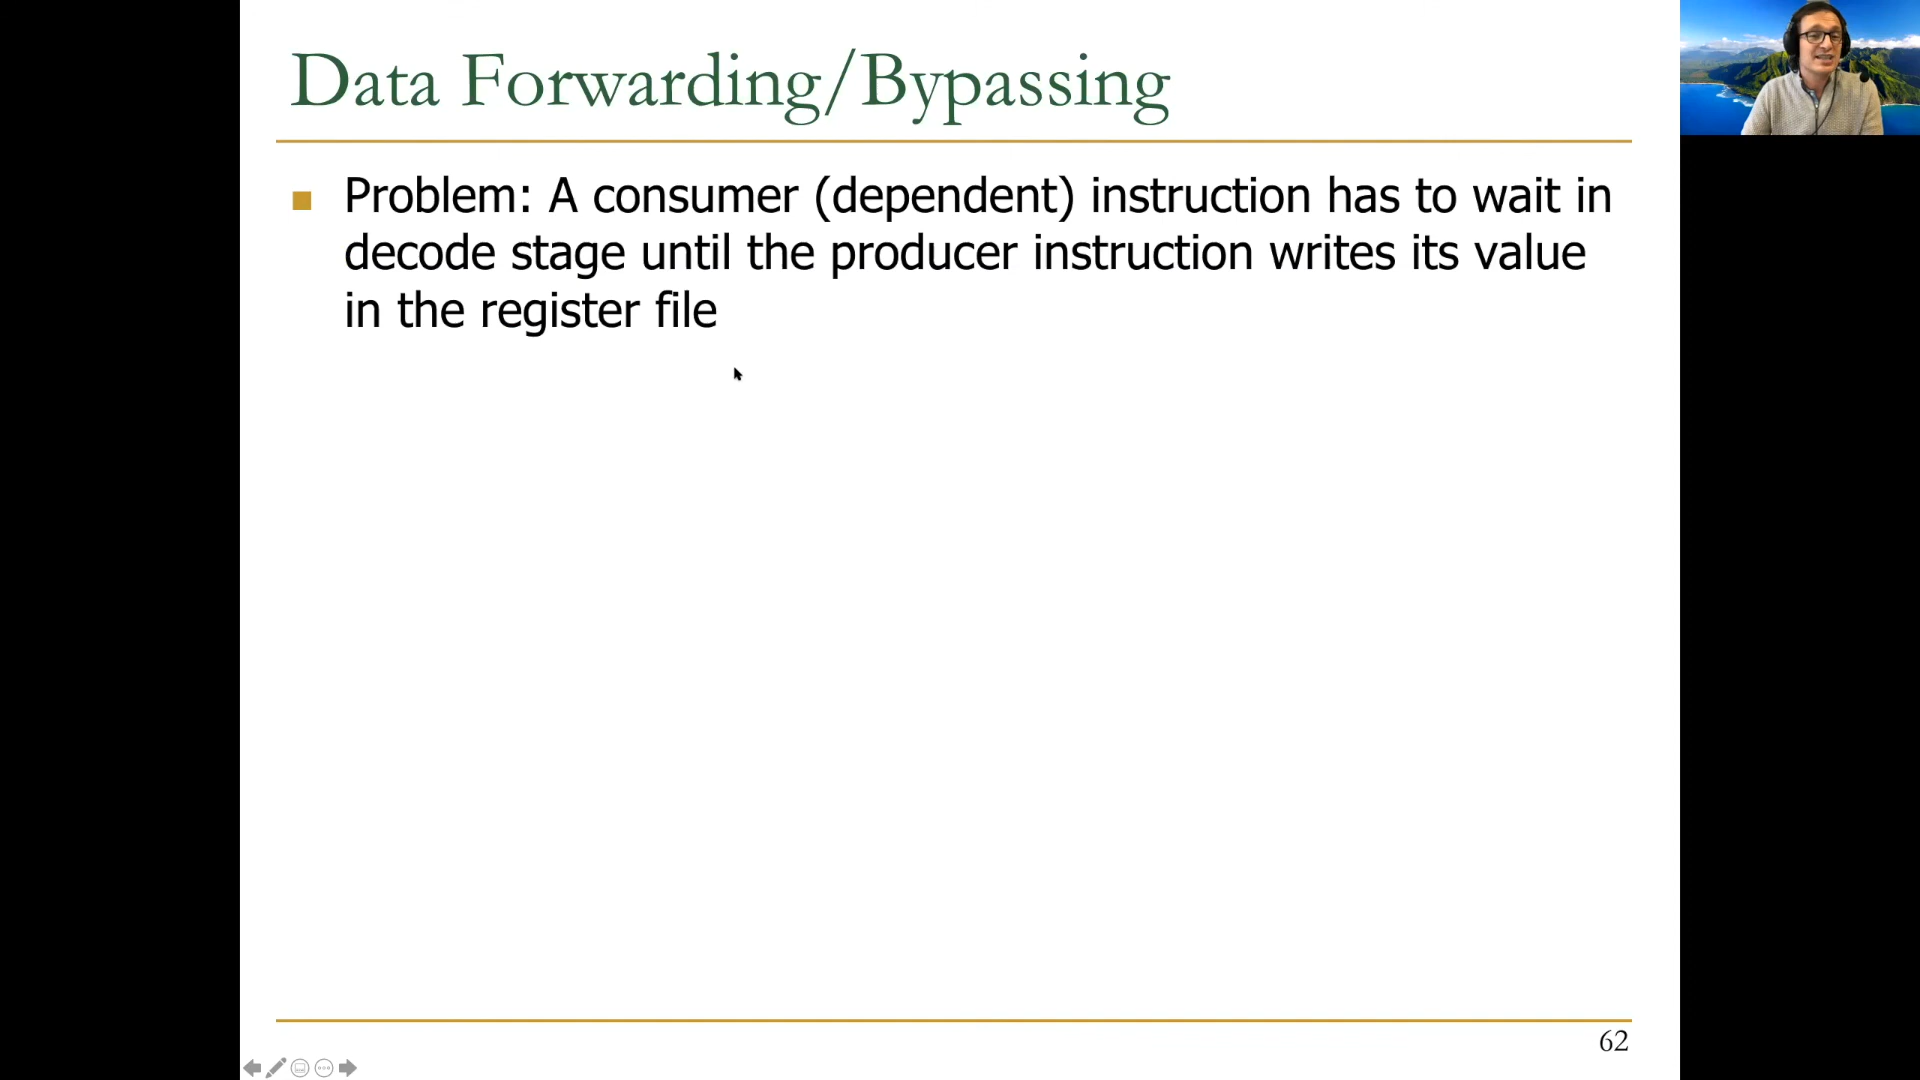 Data Forwarding/Bypassing
Problem: A consumer (dependent) instruction has to wait in
decode stage until the producer instruction writes its value
in the register file
62